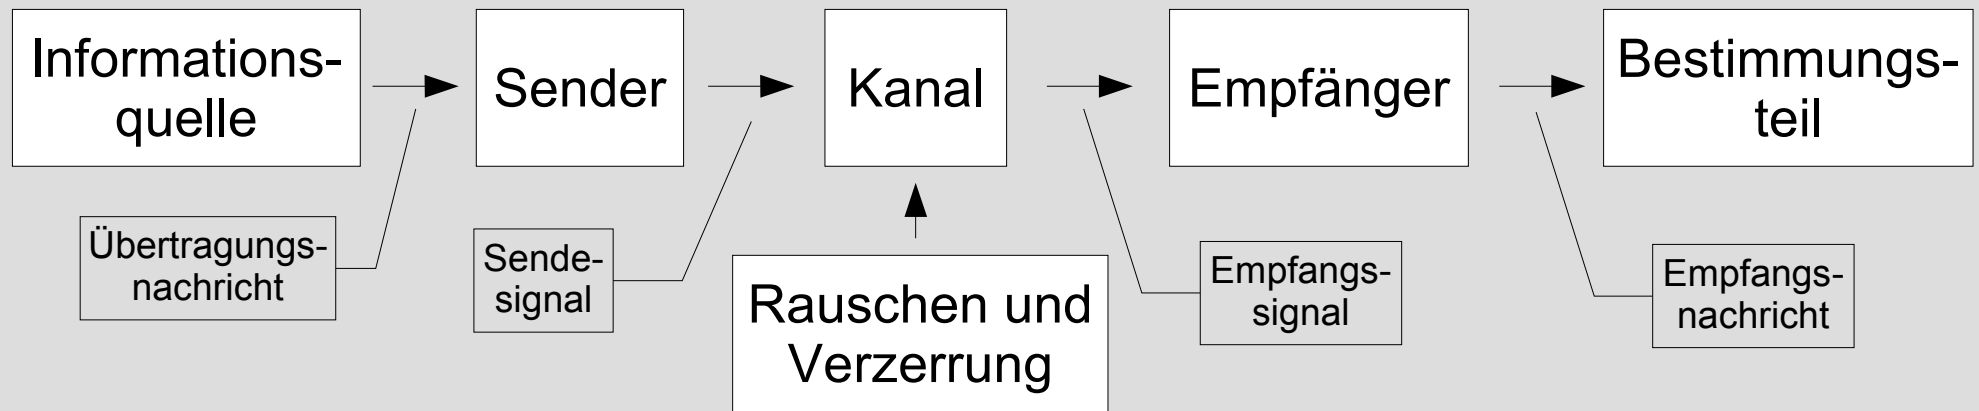 Informations-
quelle
Sender
Kanal
Empfänger
Bestimmungs-
teil
Übertragungs-
nachricht
Sende-
signal
Rauschen und
Verzerrung
Empfangs-
signal
Empfangs-
nachricht